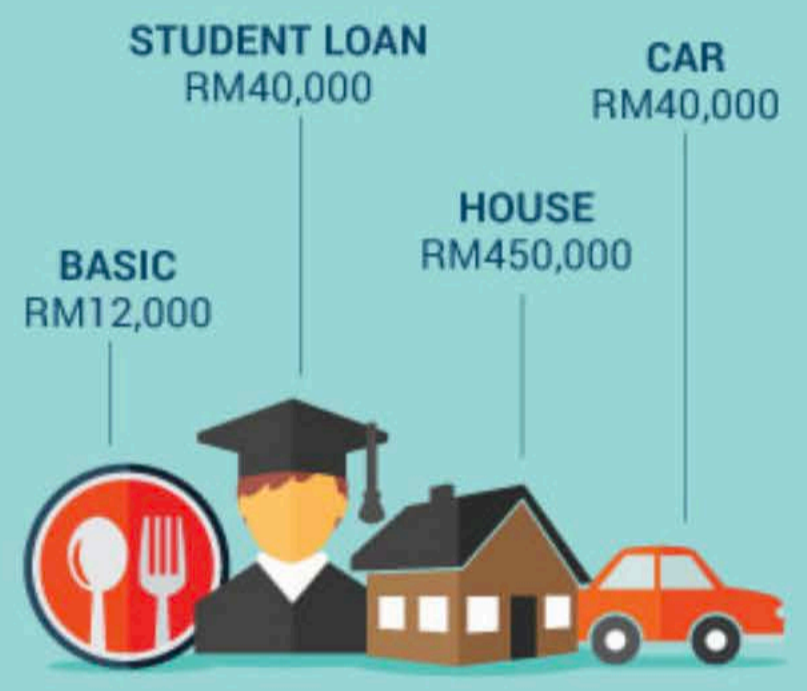 STUDENT LOAN
RM40,000
CAR
RM40,000
HOUSE
RM450,000
BASIC
RM12,000